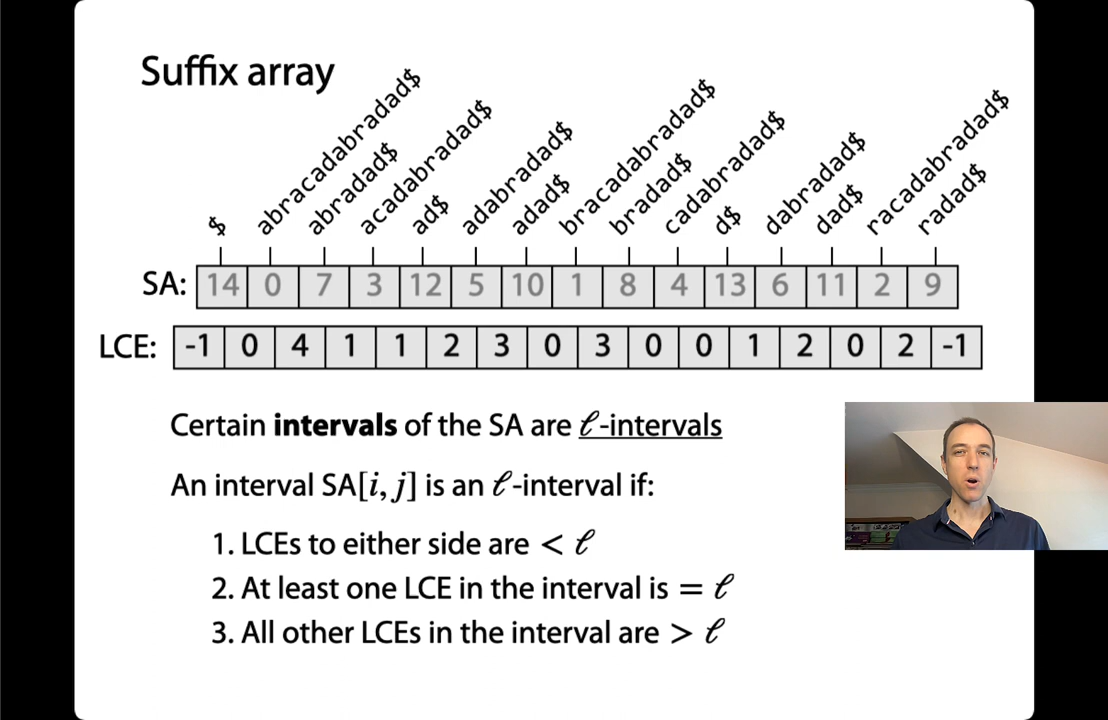 Suffix array
$
abracadabradad$
abradad$
acadabradad$
ad$
adabradad$
adad$
bracadabradad$
bradad$
cadabradad$
d$
dabradad$
dad$
racadabradad$
radad$
SA: 14 0 7 3 12 5 10 1 8 4 13 6 11 2 9
LCE: -1 0 4 1 1 2 3 0 3 0 0 1 2 0 2 -1
Certain intervals of the SA are ℓ-intervals
An interval SA[i, j] is an ℓ-interval if:
1. LCEs to either side are < ℓ
2. At least one LCE in the interval is = ℓ
3. All other LCEs in the interval are > ℓ